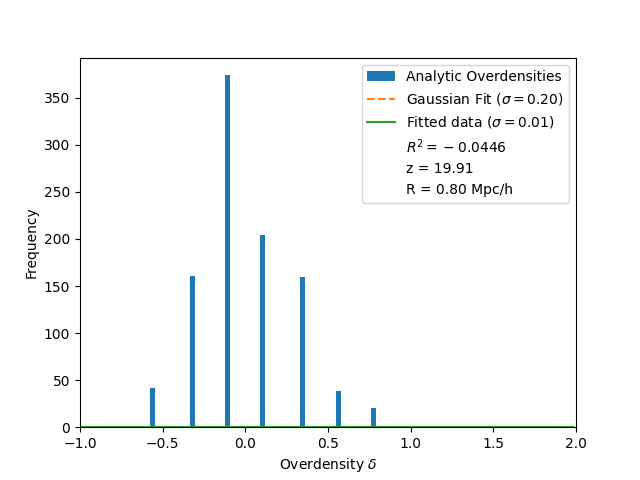 Analytic Overdensities
Gaussian Fit (σ = 0.20)
Fitted data (σ = 0.01)
R² = −0.0446
z = 19.91
R = 0.80 Mpc/h
350
300
250
200
150
100
50
0
Frequency
−1.0 −0.5 0.0 0.5 1.0 1.5 2.0
Overdensity δ